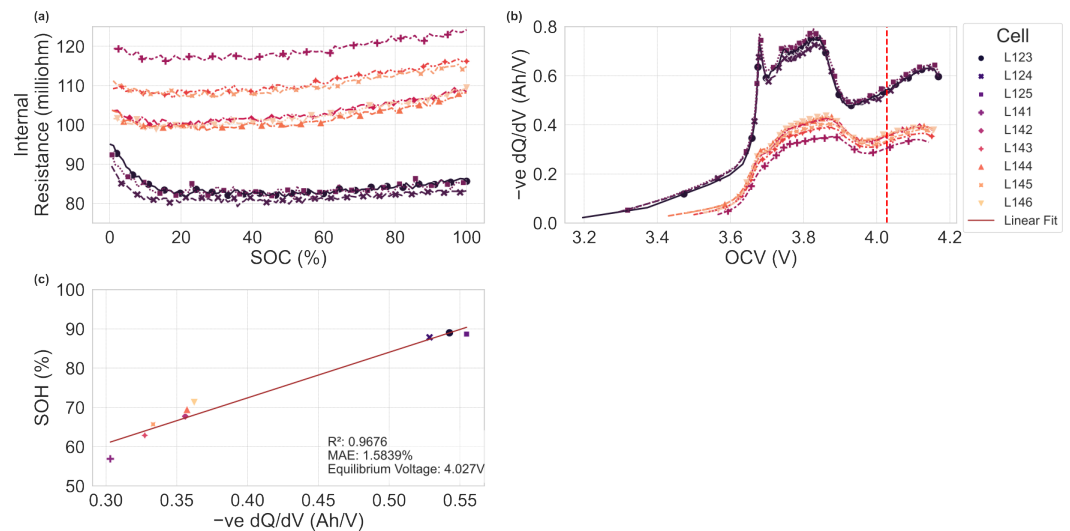 (a)
Internal
Resistance (milliohm)
120
110
100
90
80
0
20
40
60
80
100
SOC (%)
(b)
−ve dQ/dV (Ah/V)
0.8
0.6
0.4
0.2
0.0
3.2
3.4
3.6
3.8
4.0
4.2
OCV (V)
Cell
L123
L124
L125
L141
L142
L143
L144
L145
L146
Linear Fit
(c)
SOH (%)
100
90
80
70
60
50
0.30
0.35
0.40
0.45
0.50
0.55
−ve dQ/dV (Ah/V)
R²: 0.9676
MAE: 1.5839%
Equilibrium Voltage: 4.027V